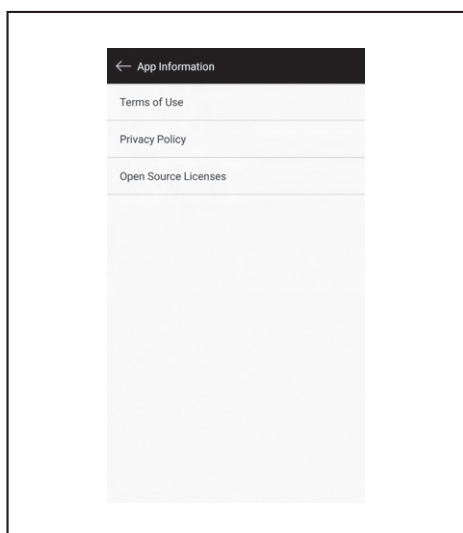 App Information
Terms of Use
Privacy Policy
Open Source Licenses